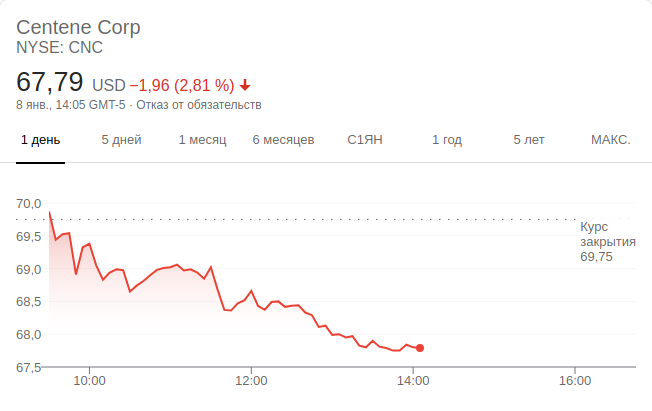 Centene Corp
NYSE: CNC
67,79 USD −1,96 (2,81 %)
8 янв., 14:05 GMT-5 · Отказ от обязательств
1 день 5 дней 1 месяц 6 месяцев С1ЯН 1 год 5 лет МАКС.
70,0
69,5
69,0
68,5
68,0
67,5
Курс
закрытия
69,75
10:00 12:00 14:00 16:00